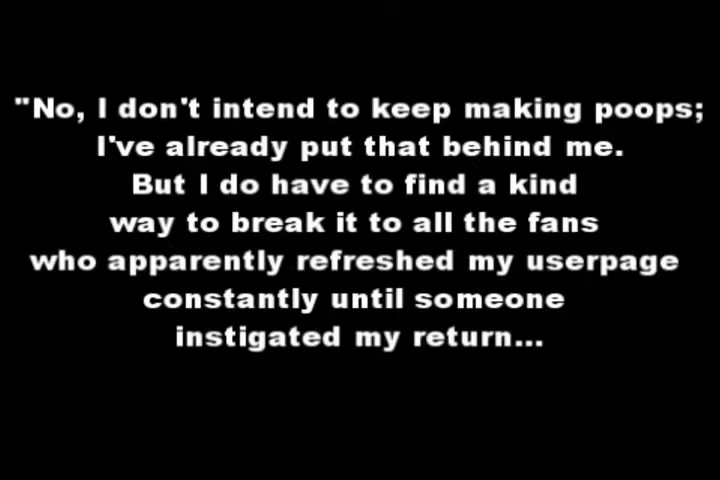 "No, I don't intend to keep making poops;
I've already put that behind me.
But I do have to find a kind
way to break it to all the fans
who apparently refreshed my userpage
constantly until someone
instigated my return...